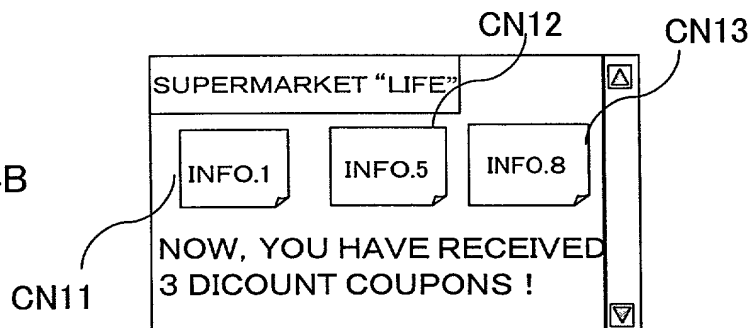 CN12
CN13
SUPERMARKET “LIFE”
INFO.1 INFO.5 INFO.8
B
NOW, YOU HAVE RECEIVED
3 DICOUNT COUPONS !
CN11